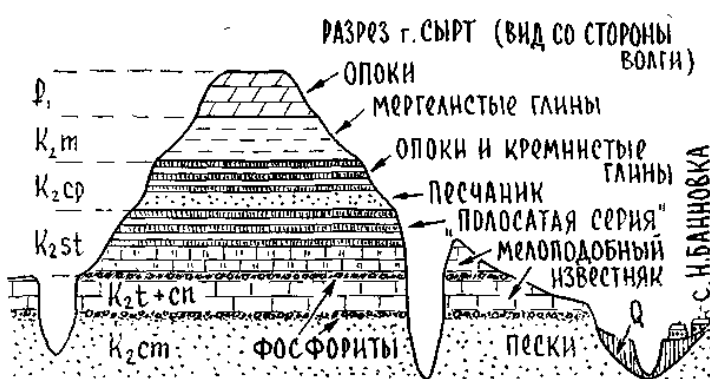 РАЗРЕЗ г. СЫРТ (ВИД СО СТОРОНЫ
ВОЛГИ)
ОПОКИ
МЕРГЕЛИСТЫЕ ГЛИНЫ
ОПОКИ И КРЕМНИСТЫЕ
ГЛИНЫ
ПЕСЧАНИК
"ПОЛОСАТАЯ СЕРИЯ"
МЕЛОПОДОБНЫЙ
ИЗВЕСТНЯК
С. Н. БАННОВКА
P₁
K₂m
K₂cp
K₂st
K₂t + cn
K₂cm
ФОСФОРИТЫ
ПЕСКИ
Q